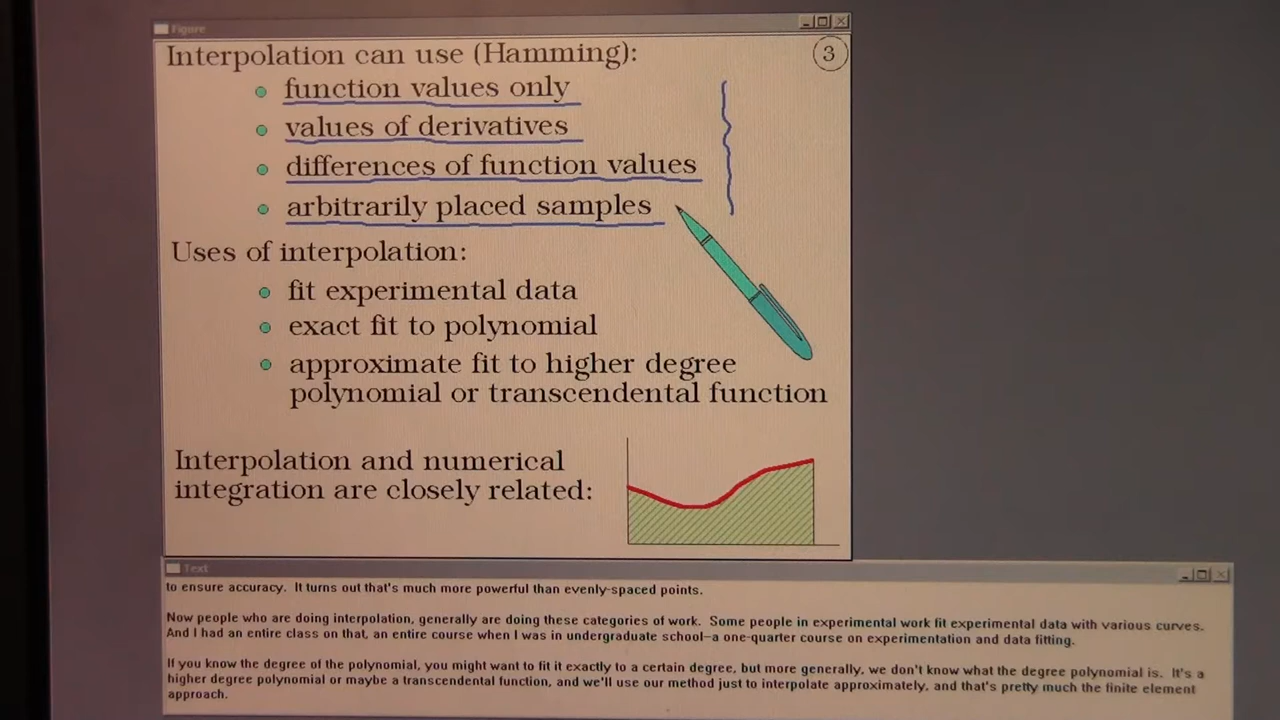 Figure
Interpolation can use (Hamming):
3
function values only
values of derivatives
differences of function values
arbitrarily placed samples
Uses of interpolation:
fit experimental data
exact fit to polynomial
approximate fit to higher degree
polynomial or transcendental function
Interpolation and numerical
integration are closely related:
Text
to ensure accuracy. It turns out that's much more powerful than evenly-spaced points.
Now people who are doing interpolation, generally are doing these categories of work. Some people in experimental work fit experimental data with various curves.
And I had an entire class on that, an entire course when I was in undergraduate school–a one-quarter course on experimentation and data fitting.
If you know the degree of the polynomial, you might want to fit it exactly to a certain degree, but more generally, we don't know what the degree polynomial is. It's a
higher degree polynomial or maybe a transcendental function, and we'll use our method just to interpolate approximately, and that's pretty much the finite element
approach.